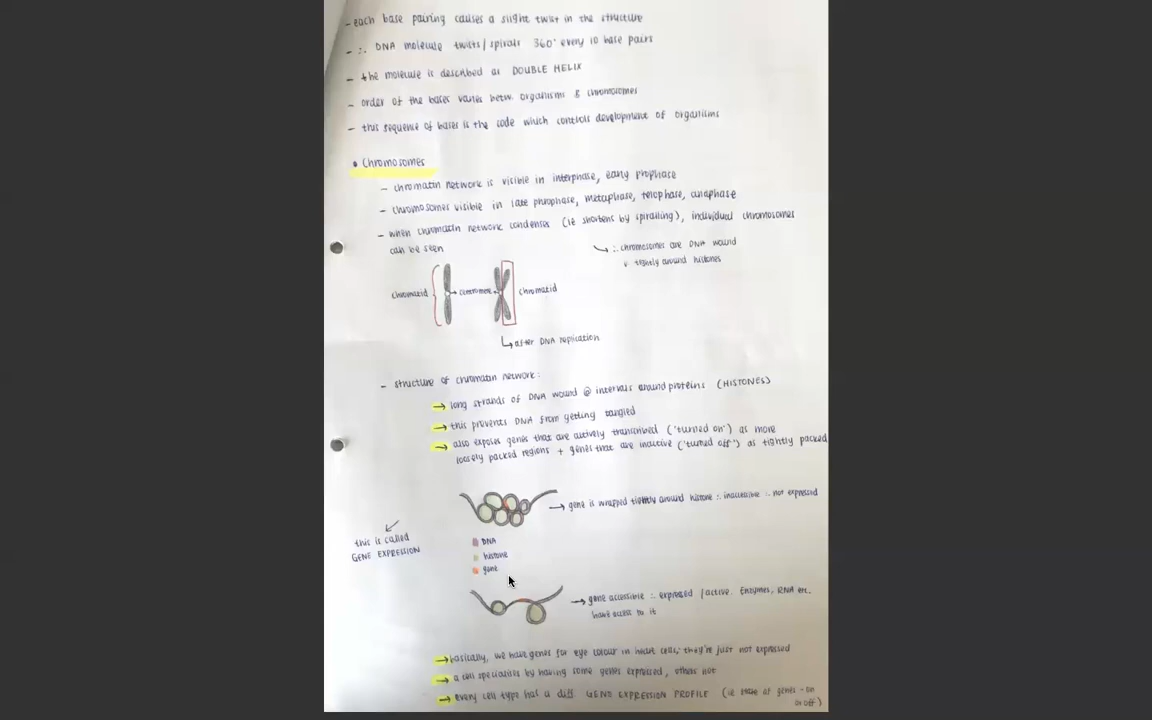 - each base pairing causes a slight twist in the structure
- ∴ DNA molecule twists/spirals 360° every 10 base pairs
- the molecule is described as DOUBLE HELIX
- order of the bases varies betw. organisms & chromosomes
- this sequence of bases is the code which controls development of organisms
• Chromosomes
- chromatin network is visible in interphase, early prophase
- chromosomes visible in late prophase, metaphase, telophase, anaphase
- when chromatin network condenses (ie shortens by spiralling), individual chromosomes
can be seen
∴ chromosomes are DNA wound
tightly around histones
chromatid
centromere
chromatid
after DNA replication
- structure of chromatin network:
→ long strands of DNA wound @ intervals around proteins (HISTONES)
→ this prevents DNA from getting tangled
→ also exposes genes that are actively transcribed ('turned on') as more
loosely packed regions + genes that are inactive ('turned off') as tightly packed
→ gene is wrapped tightly around histone ∴ inaccessible ∴ not expressed
this is called
GENE EXPRESSION
DNA
histone
gene
→ gene accessible ∴ expressed / active. Enzymes, RNA etc.
have access to it
→ basically, we have genes for eye colour in heart cells, they're just not expressed
→ a cell specialises by having some genes expressed, others not
→ every cell type has a diff. GENE EXPRESSION PROFILE (ie state of genes - on
or off)